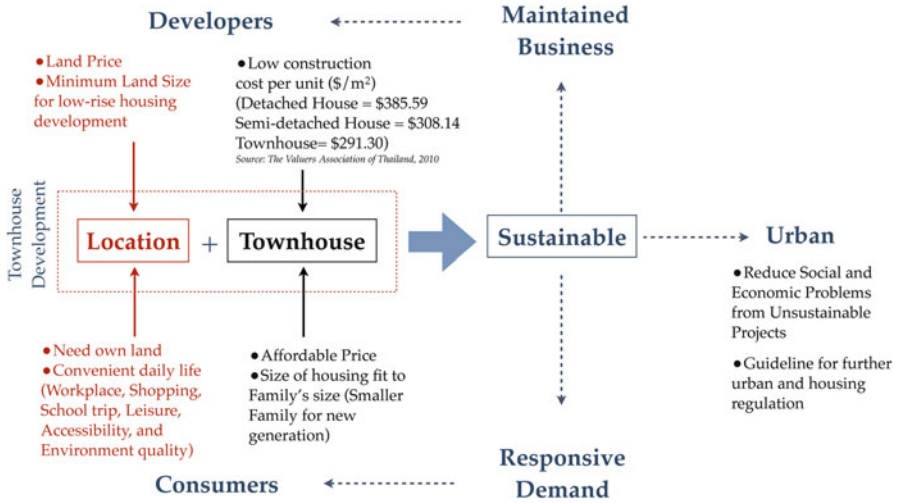 Developers
Maintained
Business
●Land Price
●Minimum Land Size
for low-rise housing
development
●Low construction
cost per unit ($/m²)
(Detached House = $385.59
Semi-detached House = $308.14
Townhouse= $291.30)
Source: The Valuers Association of Thailand, 2010
Townhouse
Development
Location
+
Townhouse
Sustainable
Urban
●Reduce Social and
Economic Problems
from Unsustainable
Projects
●Guideline for further
urban and housing
regulation
●Need own land
●Convenient daily life
(Workplace, Shopping,
School trip, Leisure,
Accessibility, and
Environment quality)
●Affordable Price
●Size of housing fit to
Family's size (Smaller
Family for new
generation)
Consumers
Responsive
Demand